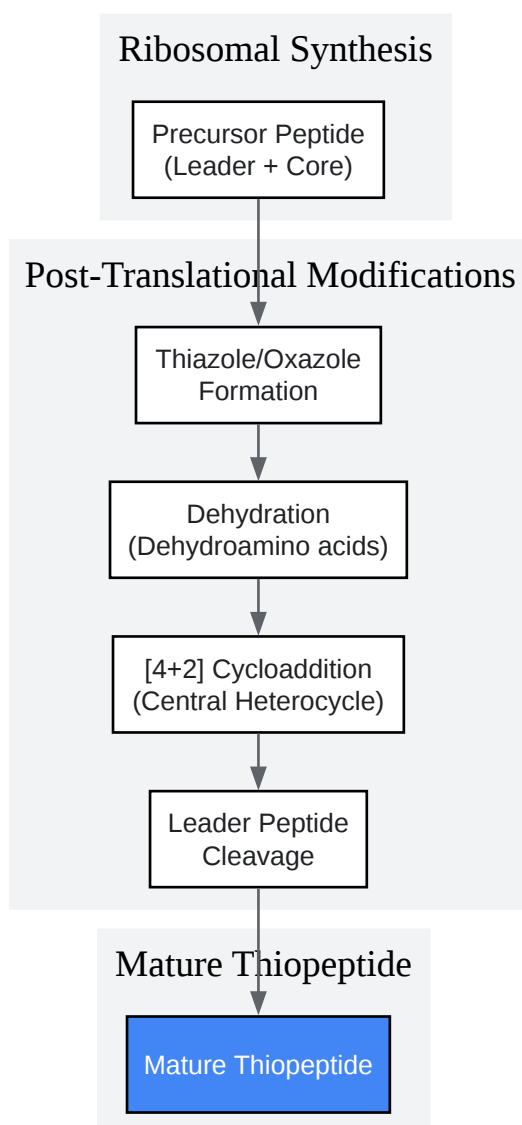 Ribosomal Synthesis
Precursor Peptide
(Leader + Core)
Post-Translational Modifications
Thiazole/Oxazole
Formation
Dehydration
(Dehydroamino acids)
[4+2] Cycloaddition
(Central Heterocycle)
Leader Peptide
Cleavage
Mature Thiopeptide
Mature Thiopeptide